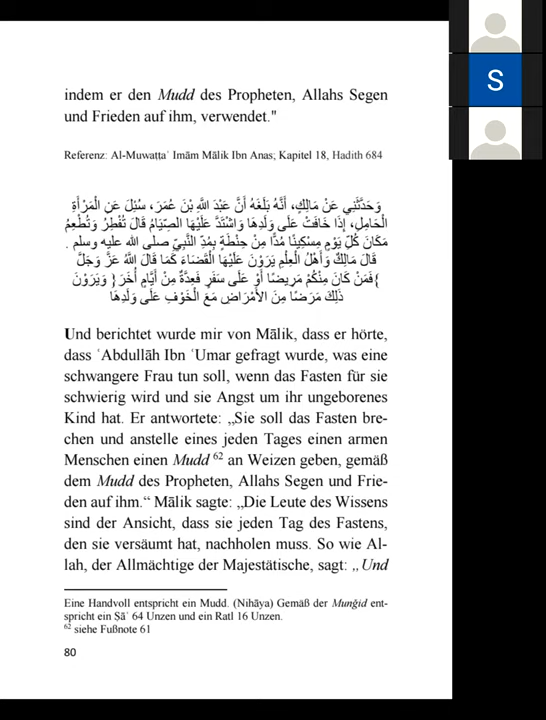 indem er den Mudd des Propheten, Allahs Segen
und Frieden auf ihm, verwendet."
Referenz: Al-Muwaṭṭaʾ Imām Mālik Ibn Anas; Kapitel 18, Hadith 684
وَحَدَّثَنِي عَنْ مَالِكٍ، أَنَّهُ بَلَغَهُ أَنَّ عَبْدَ اللَّهِ بْنَ عُمَرَ، سُئِلَ عَنِ الْمَرْأَةِ
الْحَامِلِ، إِذَا خَافَتْ عَلَى وَلَدِهَا وَاشْتَدَّ عَلَيْهَا الصِّيَامُ قَالَ تُفْطِرُ وَتُطْعِمُ
مَكَانَ كُلِّ يَوْمٍ مِسْكِينًا مُدًّا مِنْ حِنْطَةٍ بِمُدِّ النَّبِيِّ صلى الله عليه وسلم .
قَالَ مَالِكٌ وَأَهْلُ الْعِلْمِ يَرَوْنَ عَلَيْهَا الْقَضَاءَ كَمَا قَالَ اللَّهُ عَزَّ وَجَلَّ
}فَمَنْ كَانَ مِنْكُمْ مَرِيضًا أَوْ عَلَى سَفَرٍ فَعِدَّةٌ مِنْ أَيَّامٍ أُخَرَ{ وَيَرَوْنَ
ذَلِكَ مَرَضًا مِنَ الأَمْرَاضِ مَعَ الْخَوْفِ عَلَى وَلَدِهَا
Und berichtet wurde mir von Mālik, dass er hörte,
dass ʿAbdullāh Ibn ʿUmar gefragt wurde, was eine
schwangere Frau tun soll, wenn das Fasten für sie
schwierig wird und sie Angst um ihr ungeborenes
Kind hat. Er antwortete: „Sie soll das Fasten bre-
chen und anstelle eines jeden Tages einen armen
Menschen einen Mudd 62 an Weizen geben, gemäß
dem Mudd des Propheten, Allahs Segen und Frie-
den auf ihm.“ Mālik sagte: „Die Leute des Wissens
sind der Ansicht, dass sie jeden Tag des Fastens,
den sie versäumt hat, nachholen muss. So wie Al-
lah, der Allmächtige der Majestätische, sagt: „Und
Eine Handvoll entspricht ein Mudd. (Nihāya) Gemäß der Munǧid ent-
spricht ein Ṣāʿ 64 Unzen und ein Ratl 16 Unzen.
62 siehe Fußnote 61
80
S